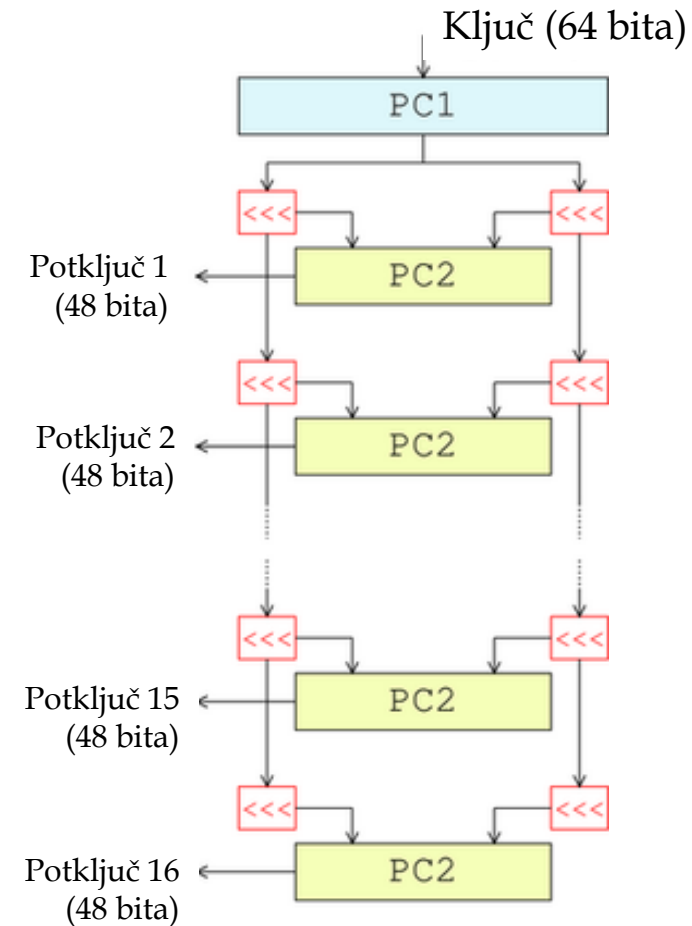 Ključ (64 bita)
PC1
<<< <<<
Potključ 1
(48 bita)
PC2
<<< <<<
Potključ 2
(48 bita)
PC2
<<< <<<
Potključ 15
(48 bita)
PC2
<<< <<<
Potključ 16
(48 bita)
PC2